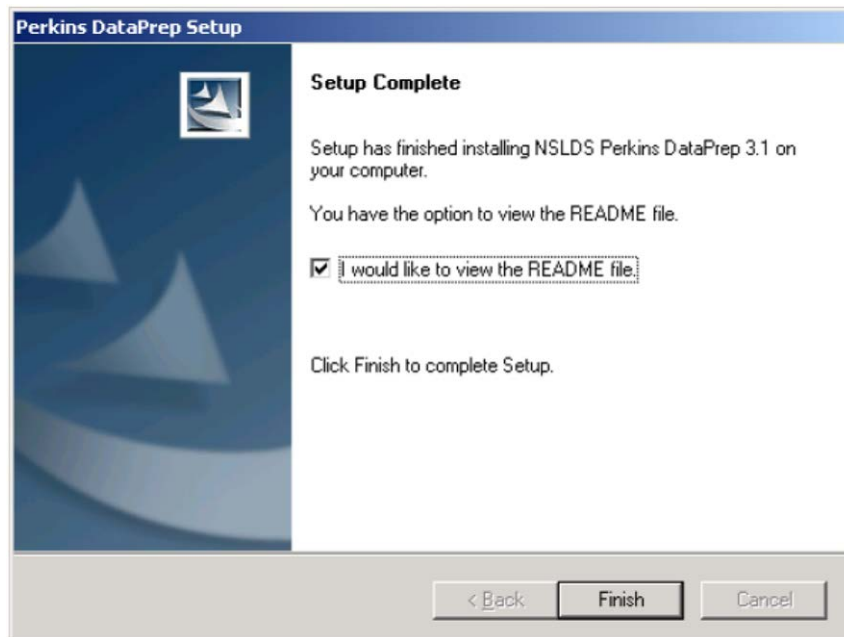 Perkins DataPrep Setup
Setup Complete
Setup has finished installing NSLDS Perkins DataPrep 3.1 on
your computer.
You have the option to view the README file.
I would like to view the README file.
Click Finish to complete Setup.
< Back
Finish
Cancel